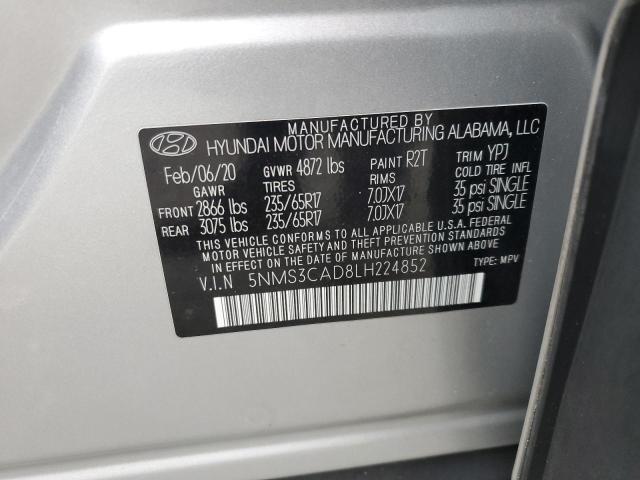 MANUFACTURED BY
HYUNDAI MOTOR MANUFACTURING ALABAMA, LLC
Feb/06/20 GVWR 4872 lbs PAINT R2T TRIM YPJ
GAWR TIRES RIMS COLD TIRE INFL
FRONT 2866 lbs 235/65R17 7.0JX17 35 psi SINGLE
REAR 3075 lbs 235/65R17 7.0JX17 35 psi SINGLE
THIS VEHICLE CONFORMS TO ALL APPLICABLE U.S.A. FEDERAL
MOTOR VEHICLE SAFETY, BUMPER, AND THEFT PREVENTION
STANDARDS IN EFFECT ON THE DATE OF MANUFACTURE SHOWN ABOVE.
V.I.N 5NMS3CAD8LH224852 TYPE: MPV